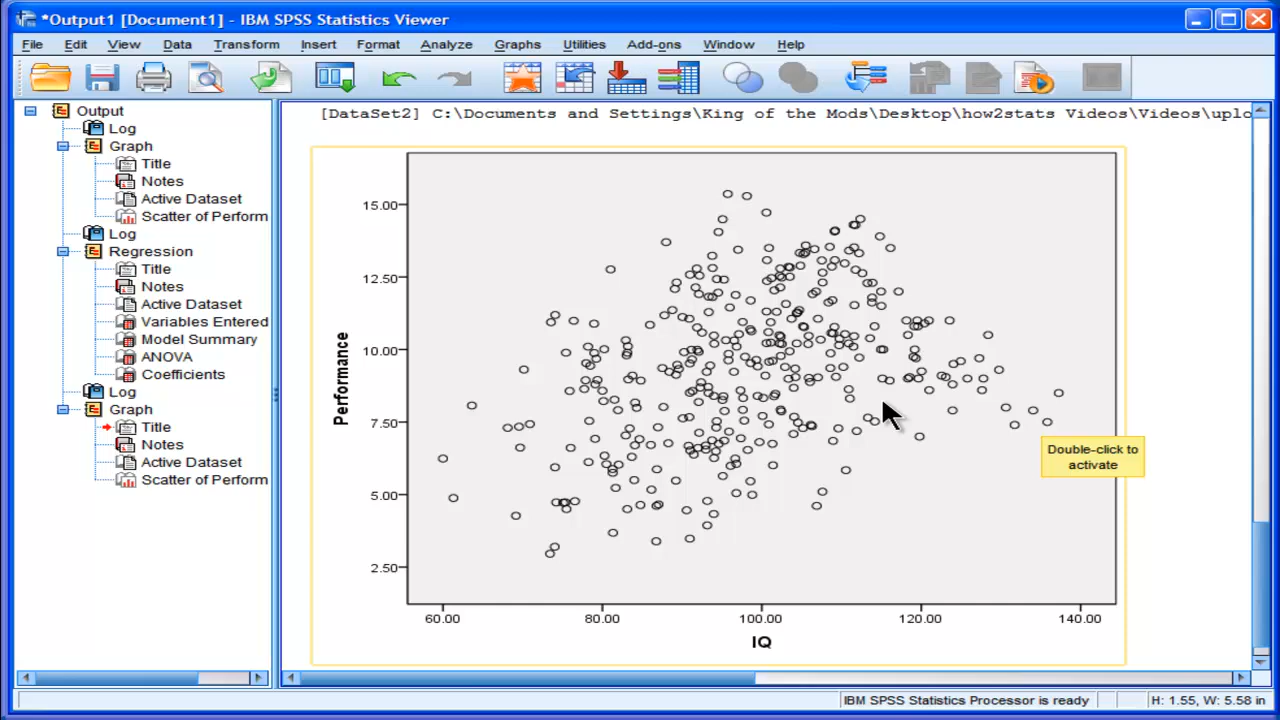 *Output1 [Document1] - IBM SPSS Statistics Viewer
File Edit View Data Transform Insert Format Analyze Graphs Utilities Add-ons Window Help
Output
Log
Graph
Title
Notes
Active Dataset
Scatter of Perform
Log
Regression
Title
Notes
Active Dataset
Variables Entered
Model Summary
ANOVA
Coefficients
Log
Graph
Title
Notes
Active Dataset
Scatter of Perform
[DataSet2] C:\Documents and Settings\King of the Mods\Desktop\how2stats Videos\Videos\uplo
15.00
12.50
10.00
7.50
5.00
2.50
Performance
60.00 80.00 100.00 120.00 140.00
IQ
Double-click to
activate
IBM SPSS Statistics Processor is ready
H: 1.55, W: 5.58 in